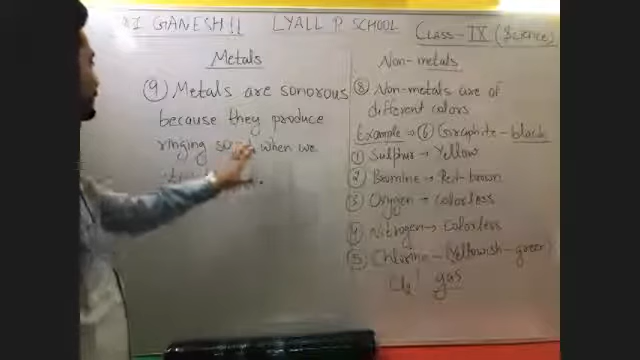 GANESH !! LYALL P. SCHOOL Class - IX (Science)
Metals
⑨ Metals are sonorous
because they produce
ringing when we
Non-metals
⑧ Non-metals are of
different colors
Example → ⑥ Graphite - black
① Sulphur → Yellow
② Bromine → Red-brown
③ Oxygen → Colorless
④ Nitrogen → Colorless
⑤ Chlorine - (Yellowish - green)
gas